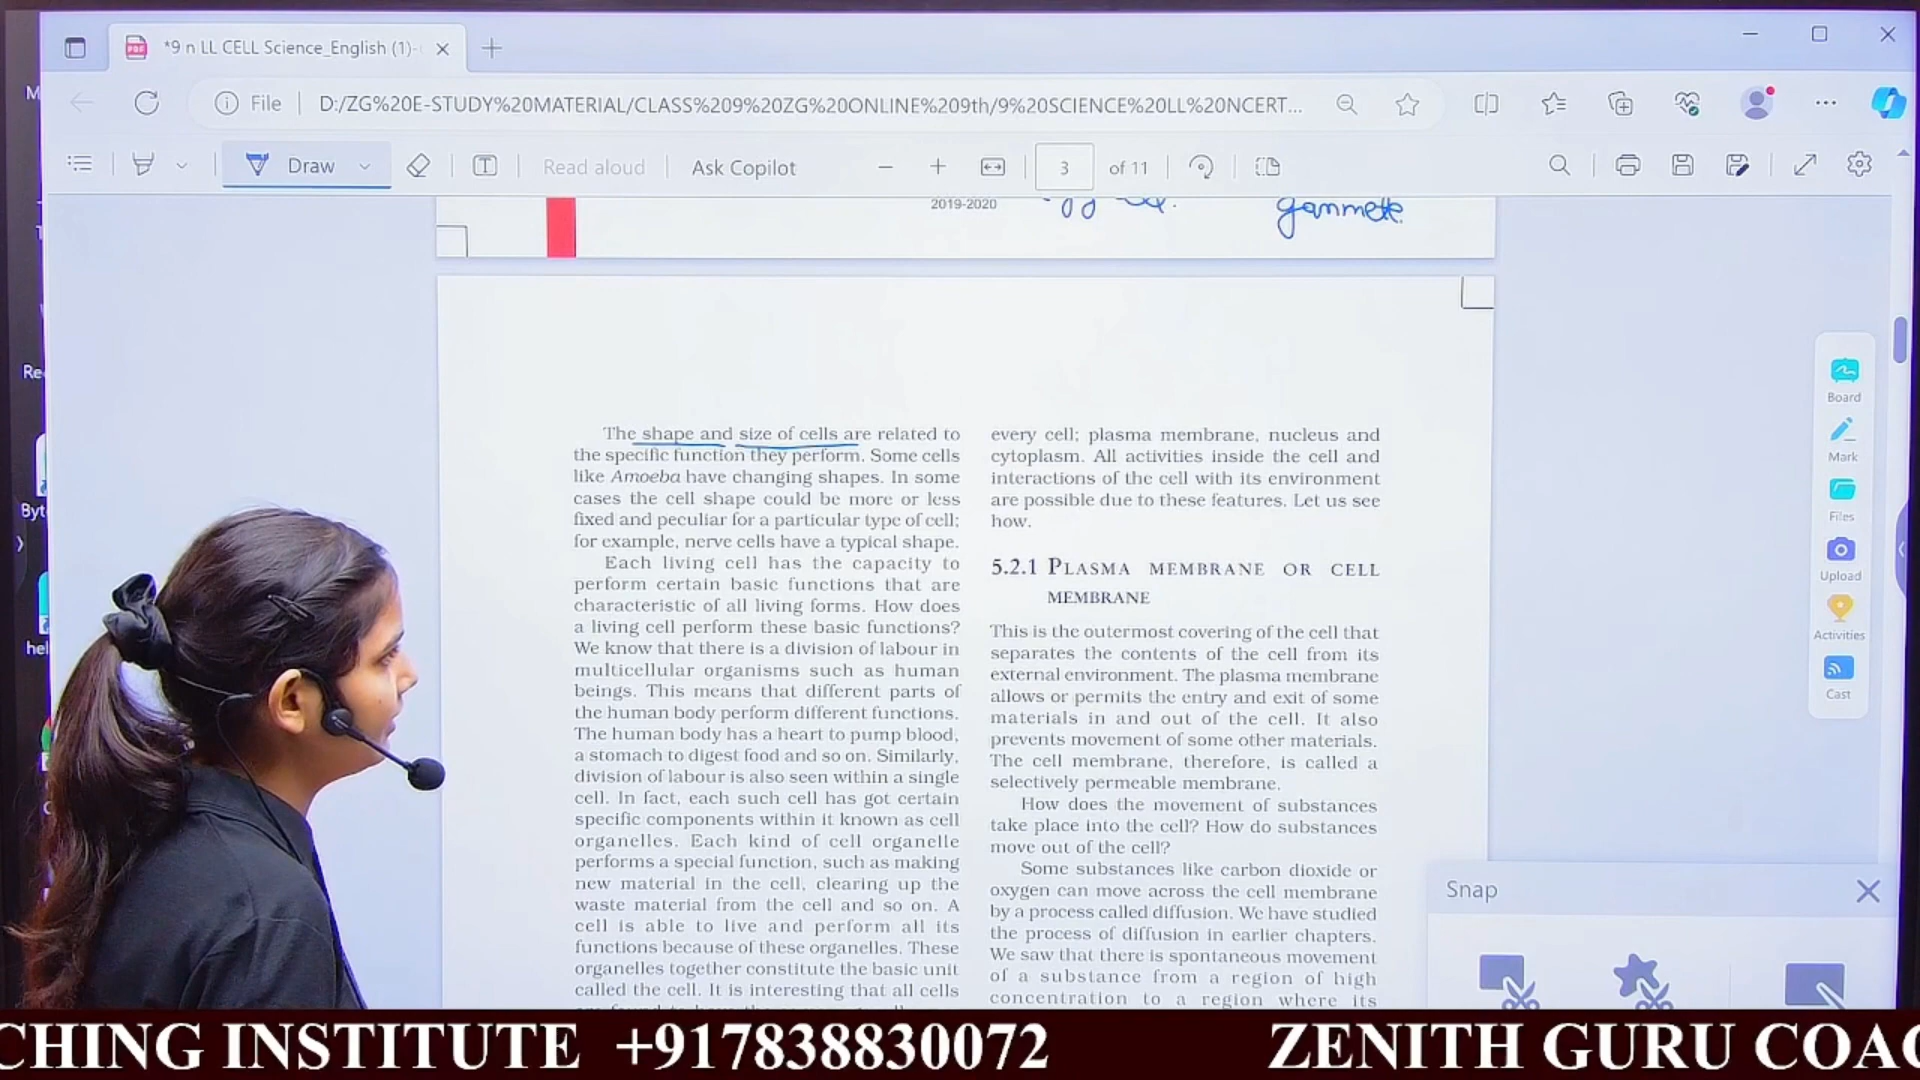 *9 n LL CELL Science_English (1)-
File
D:/ZG%20E-STUDY%20MATERIAL/CLASS%209%20ZG%20ONLINE%209th/9%20SCIENCE%20LL%20NCERT...
Draw
Read aloud
Ask Copilot
3
of 11
2019-2020
gammete.
The shape and size of cells are related to
the specific function they perform. Some cells
like Amoeba have changing shapes. In some
cases the cell shape could be more or less
fixed and peculiar for a particular type of cell;
for example, nerve cells have a typical shape.
Each living cell has the capacity to
perform certain basic functions that are
characteristic of all living forms. How does
a living cell perform these basic functions?
We know that there is a division of labour in
multicellular organisms such as human
beings. This means that different parts of
the human body perform different functions.
The human body has a heart to pump blood,
a stomach to digest food and so on. Similarly,
division of labour is also seen within a single
cell. In fact, each such cell has got certain
specific components within it known as cell
organelles. Each kind of cell organelle
performs a special function, such as making
new material in the cell, clearing up the
waste material from the cell and so on. A
cell is able to live and perform all its
functions because of these organelles. These
organelles together constitute the basic unit
called the cell. It is interesting that all cells
every cell; plasma membrane, nucleus and
cytoplasm. All activities inside the cell and
interactions of the cell with its environment
are possible due to these features. Let us see
how.
5.2.1 PLASMA MEMBRANE OR CELL
MEMBRANE
This is the outermost covering of the cell that
separates the contents of the cell from its
external environment. The plasma membrane
allows or permits the entry and exit of some
materials in and out of the cell. It also
prevents movement of some other materials.
The cell membrane, therefore, is called a
selectively permeable membrane.
How does the movement of substances
take place into the cell? How do substances
move out of the cell?
Some substances like carbon dioxide or
oxygen can move across the cell membrane
by a process called diffusion. We have studied
the process of diffusion in earlier chapters.
We saw that there is spontaneous movement
of a substance from a region of high
concentration to a region where its
Board
Mark
Files
Upload
Activities
Cast
Snap
CHING INSTITUTE +917838830072 ZENITH GURU COAC